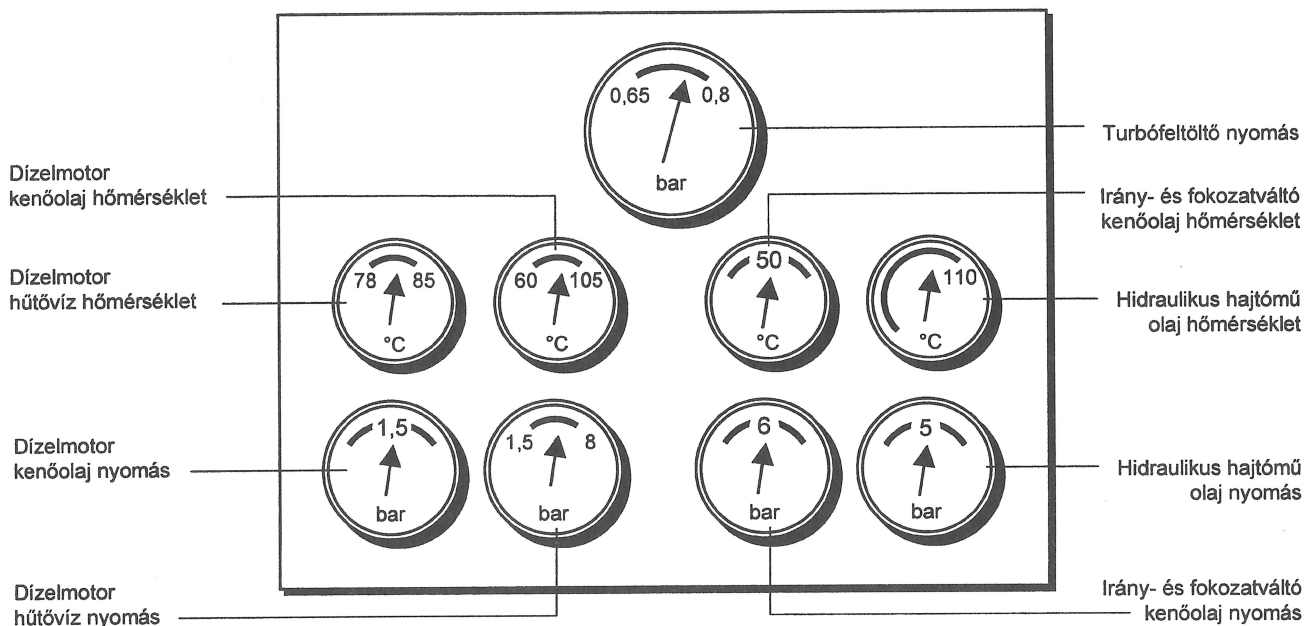 0,65 0,8
bar
Turbófeltöltő nyomás
Dízelmotor
kenőolaj hőmérséklet
Irány- és fokozatváltó
kenőolaj hőmérséklet
Dízelmotor
hűtővíz hőmérséklet
78 85
°C
60 105
°C
50
°C
110
°C
Hidraulikus hajtómű
olaj hőmérséklet
Dízelmotor
kenőolaj nyomás
1,5
bar
1,5 8
bar
6
bar
5
bar
Hidraulikus hajtómű
olaj nyomás
Dízelmotor
hűtővíz nyomás
Irány- és fokozatváltó
kenőolaj nyomás